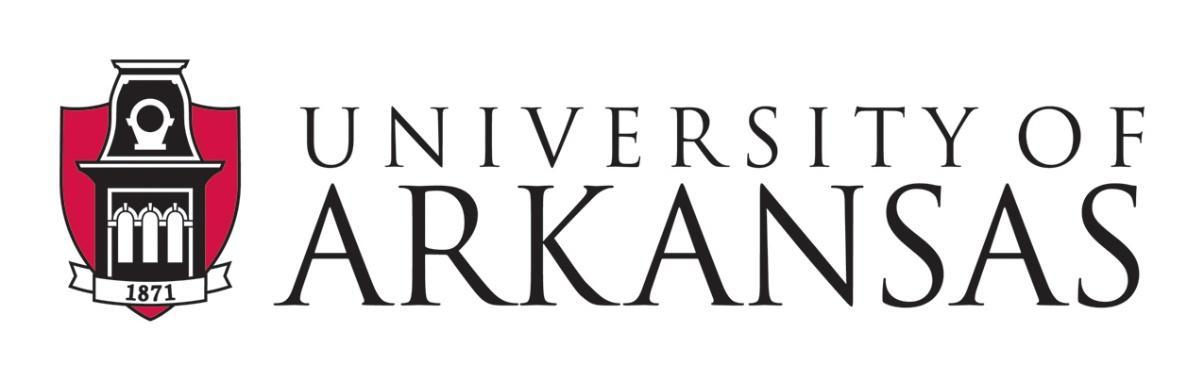 1871
UNIVERSITY OF
ARKANSAS